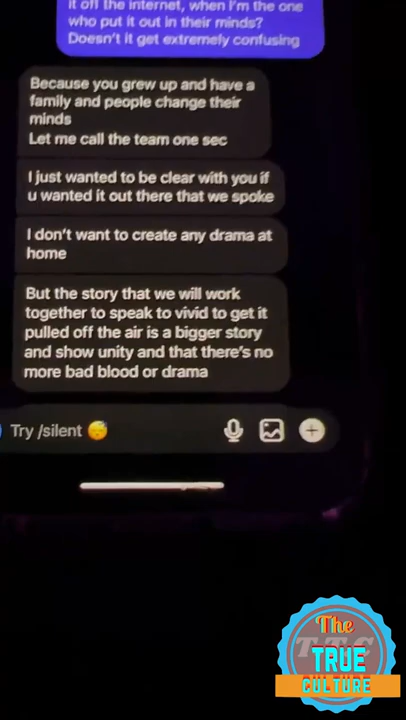 it off the internet, when I'm the one
who put it out in their minds?
Doesn't it get extremely confusing
Because you grew up and have a
family and people change their
minds
Let me call the team one sec
I just wanted to be clear with you if
u wanted it out there that we spoke
I don't want to create any drama at
home
But the story that we will work
together to speak to vivid to get it
pulled off the air is a bigger story
and show unity and that there's no
more bad blood or drama
Try /silent 😴
The
TTC
TRUE
CULTURE